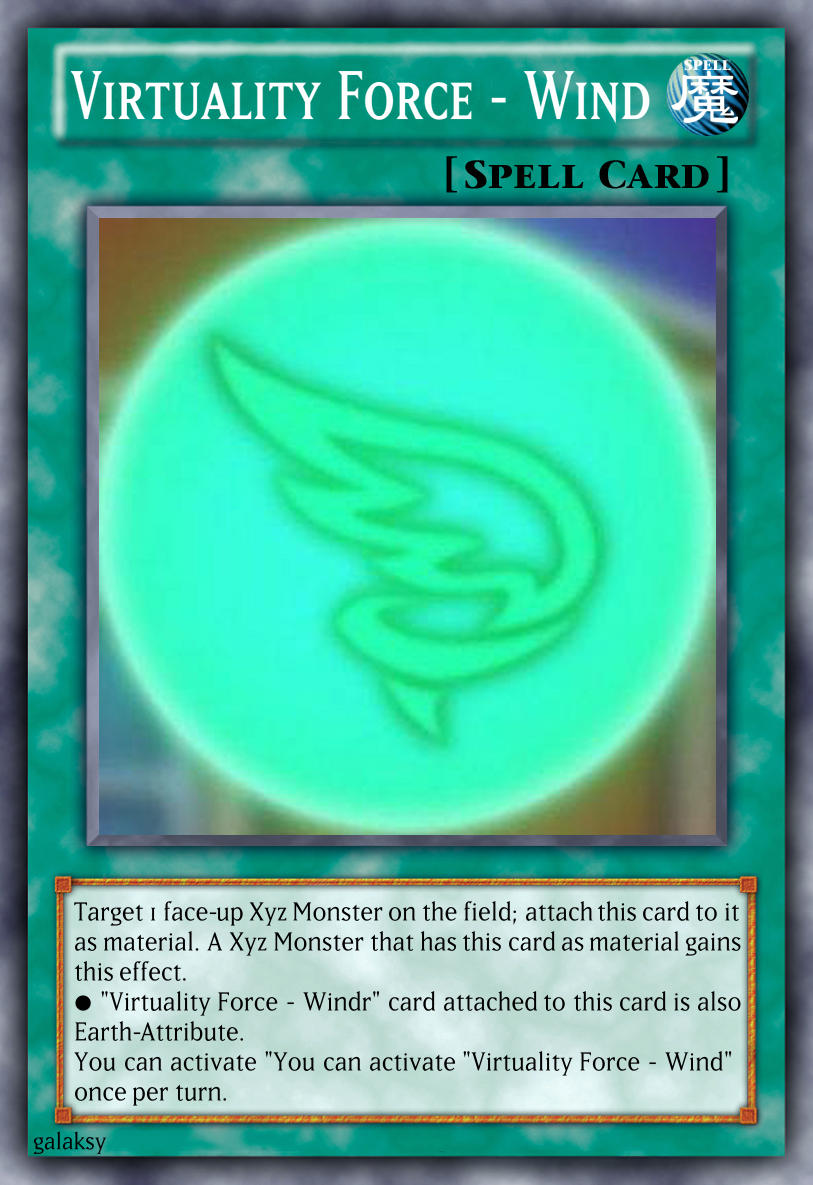 Virtuality Force - Wind
SPELL
魔
[Spell Card]
Target 1 face-up Xyz Monster on the field; attach this card to it
as material. A Xyz Monster that has this card as material gains
this effect.
● "Virtuality Force - Windr" card attached to this card is also
Earth-Attribute.
You can activate "You can activate "Virtuality Force - Wind"
once per turn.
galaksy